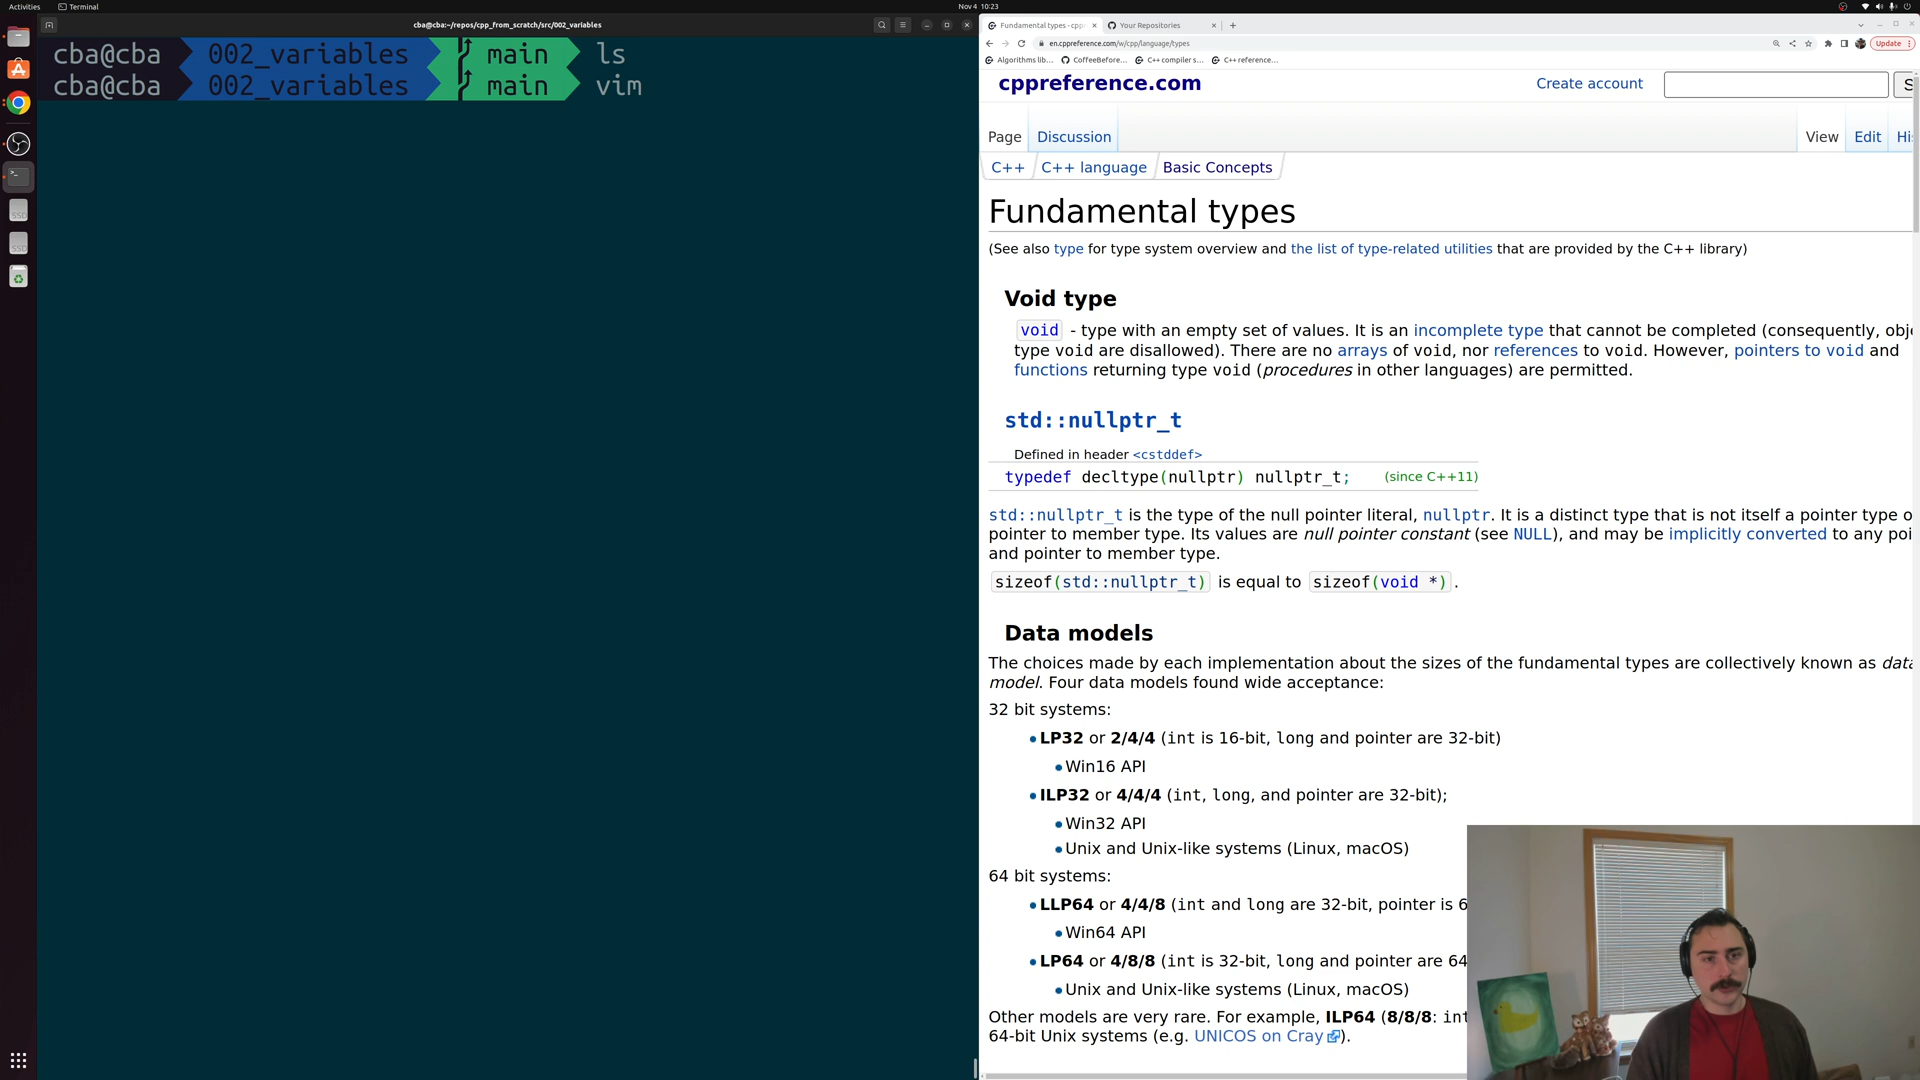 Activities
Terminal
Nov 4 10:23
cba@cba:~/repos/cpp_from_scratch/src/002_variables
cba@cba 002_variables main ls
cba@cba 002_variables main vim
Fundamental types - cpp
Your Repositories
en.cppreference.com/w/cpp/language/types
Update
Algorithms lib...
CoffeeBefore...
C++ compiler s...
C++ reference...
cppreference.com
Create account
S
Page
Discussion
View
Edit
Hi
C++
C++ language
Basic Concepts
Fundamental types
(See also type for type system overview and the list of type-related utilities that are provided by the C++ library)
Void type
void - type with an empty set of values. It is an incomplete type that cannot be completed (consequently, obje
type void are disallowed). There are no arrays of void, nor references to void. However, pointers to void and
functions returning type void (procedures in other languages) are permitted.
std::nullptr_t
Defined in header <cstddef>
typedef decltype(nullptr) nullptr_t; (since C++11)
std::nullptr_t is the type of the null pointer literal, nullptr. It is a distinct type that is not itself a pointer type o
pointer to member type. Its values are null pointer constant (see NULL), and may be implicitly converted to any poi
and pointer to member type.
sizeof(std::nullptr_t) is equal to sizeof(void *).
Data models
The choices made by each implementation about the sizes of the fundamental types are collectively known as data
model. Four data models found wide acceptance:
32 bit systems:
LP32 or 2/4/4 (int is 16-bit, long and pointer are 32-bit)
Win16 API
ILP32 or 4/4/4 (int, long, and pointer are 32-bit);
Win32 API
Unix and Unix-like systems (Linux, macOS)
64 bit systems:
LLP64 or 4/4/8 (int and long are 32-bit, pointer is 6
Win64 API
LP64 or 4/8/8 (int is 32-bit, long and pointer are 64
Unix and Unix-like systems (Linux, macOS)
Other models are very rare. For example, ILP64 (8/8/8: int
64-bit Unix systems (e.g. UNICOS on Cray).